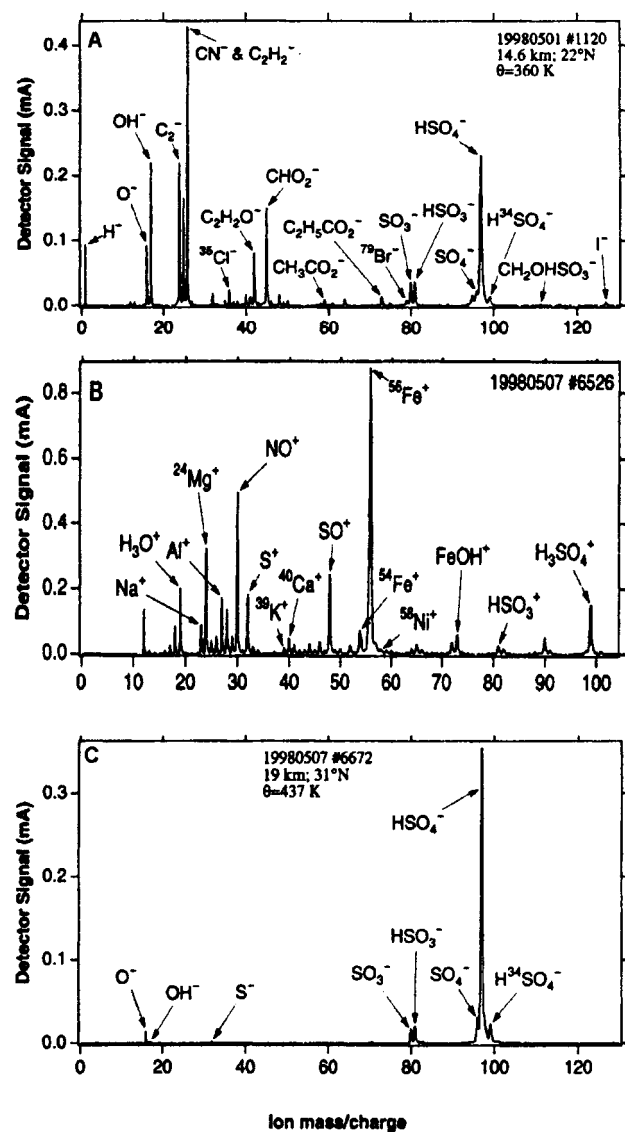 A
19980501 #1120
14.6 km; 22°N
θ=360 K
CN⁻ & C₂H₂⁻
OH⁻
C₂⁻
O⁻
H⁻
³⁵Cl⁻
C₂H₂O⁻
CHO₂⁻
CH₃CO₂⁻
C₂H₅CO₂⁻
⁷⁹Br⁻
SO₃⁻
HSO₃⁻
HSO₄⁻
SO₄⁻
H³⁴SO₄⁻
CH₂OHSO₃⁻
I⁻
Detector Signal (mA)
0.4
0.3
0.2
0.1
0.0
0 20 40 60 80 100 120
B
19980507 #6526
⁵⁶Fe⁺
NO⁺
²⁴Mg⁺
H₃O⁺
Al⁺
Na⁺
S⁺
³⁹K⁺
⁴⁰Ca⁺
SO⁺
⁵⁴Fe⁺
⁵⁸Ni⁺
FeOH⁺
HSO₃⁺
H₃SO₄⁺
Detector Signal (mA)
0.8
0.6
0.4
0.2
0.0
0 10 20 30 40 50 60 70 80 90 100
C
19980507 #6672
19 km; 31°N
θ=437 K
HSO₄⁻
HSO₃⁻
SO₃⁻
SO₄⁻
H³⁴SO₄⁻
O⁻
OH⁻
S⁻
Detector Signal (mA)
0.3
0.2
0.1
0.0
0 20 40 60 80 100 120
Ion mass/charge